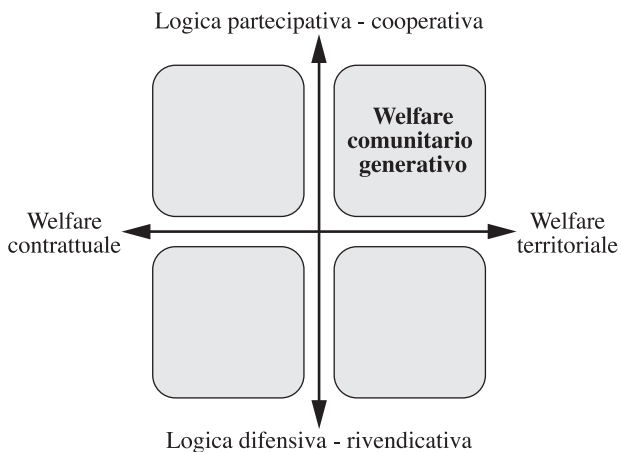 Logica partecipativa - cooperativa
Welfare
comunitario
generativo
Welfare
contrattuale
Welfare
territoriale
Logica difensiva - rivendicativa